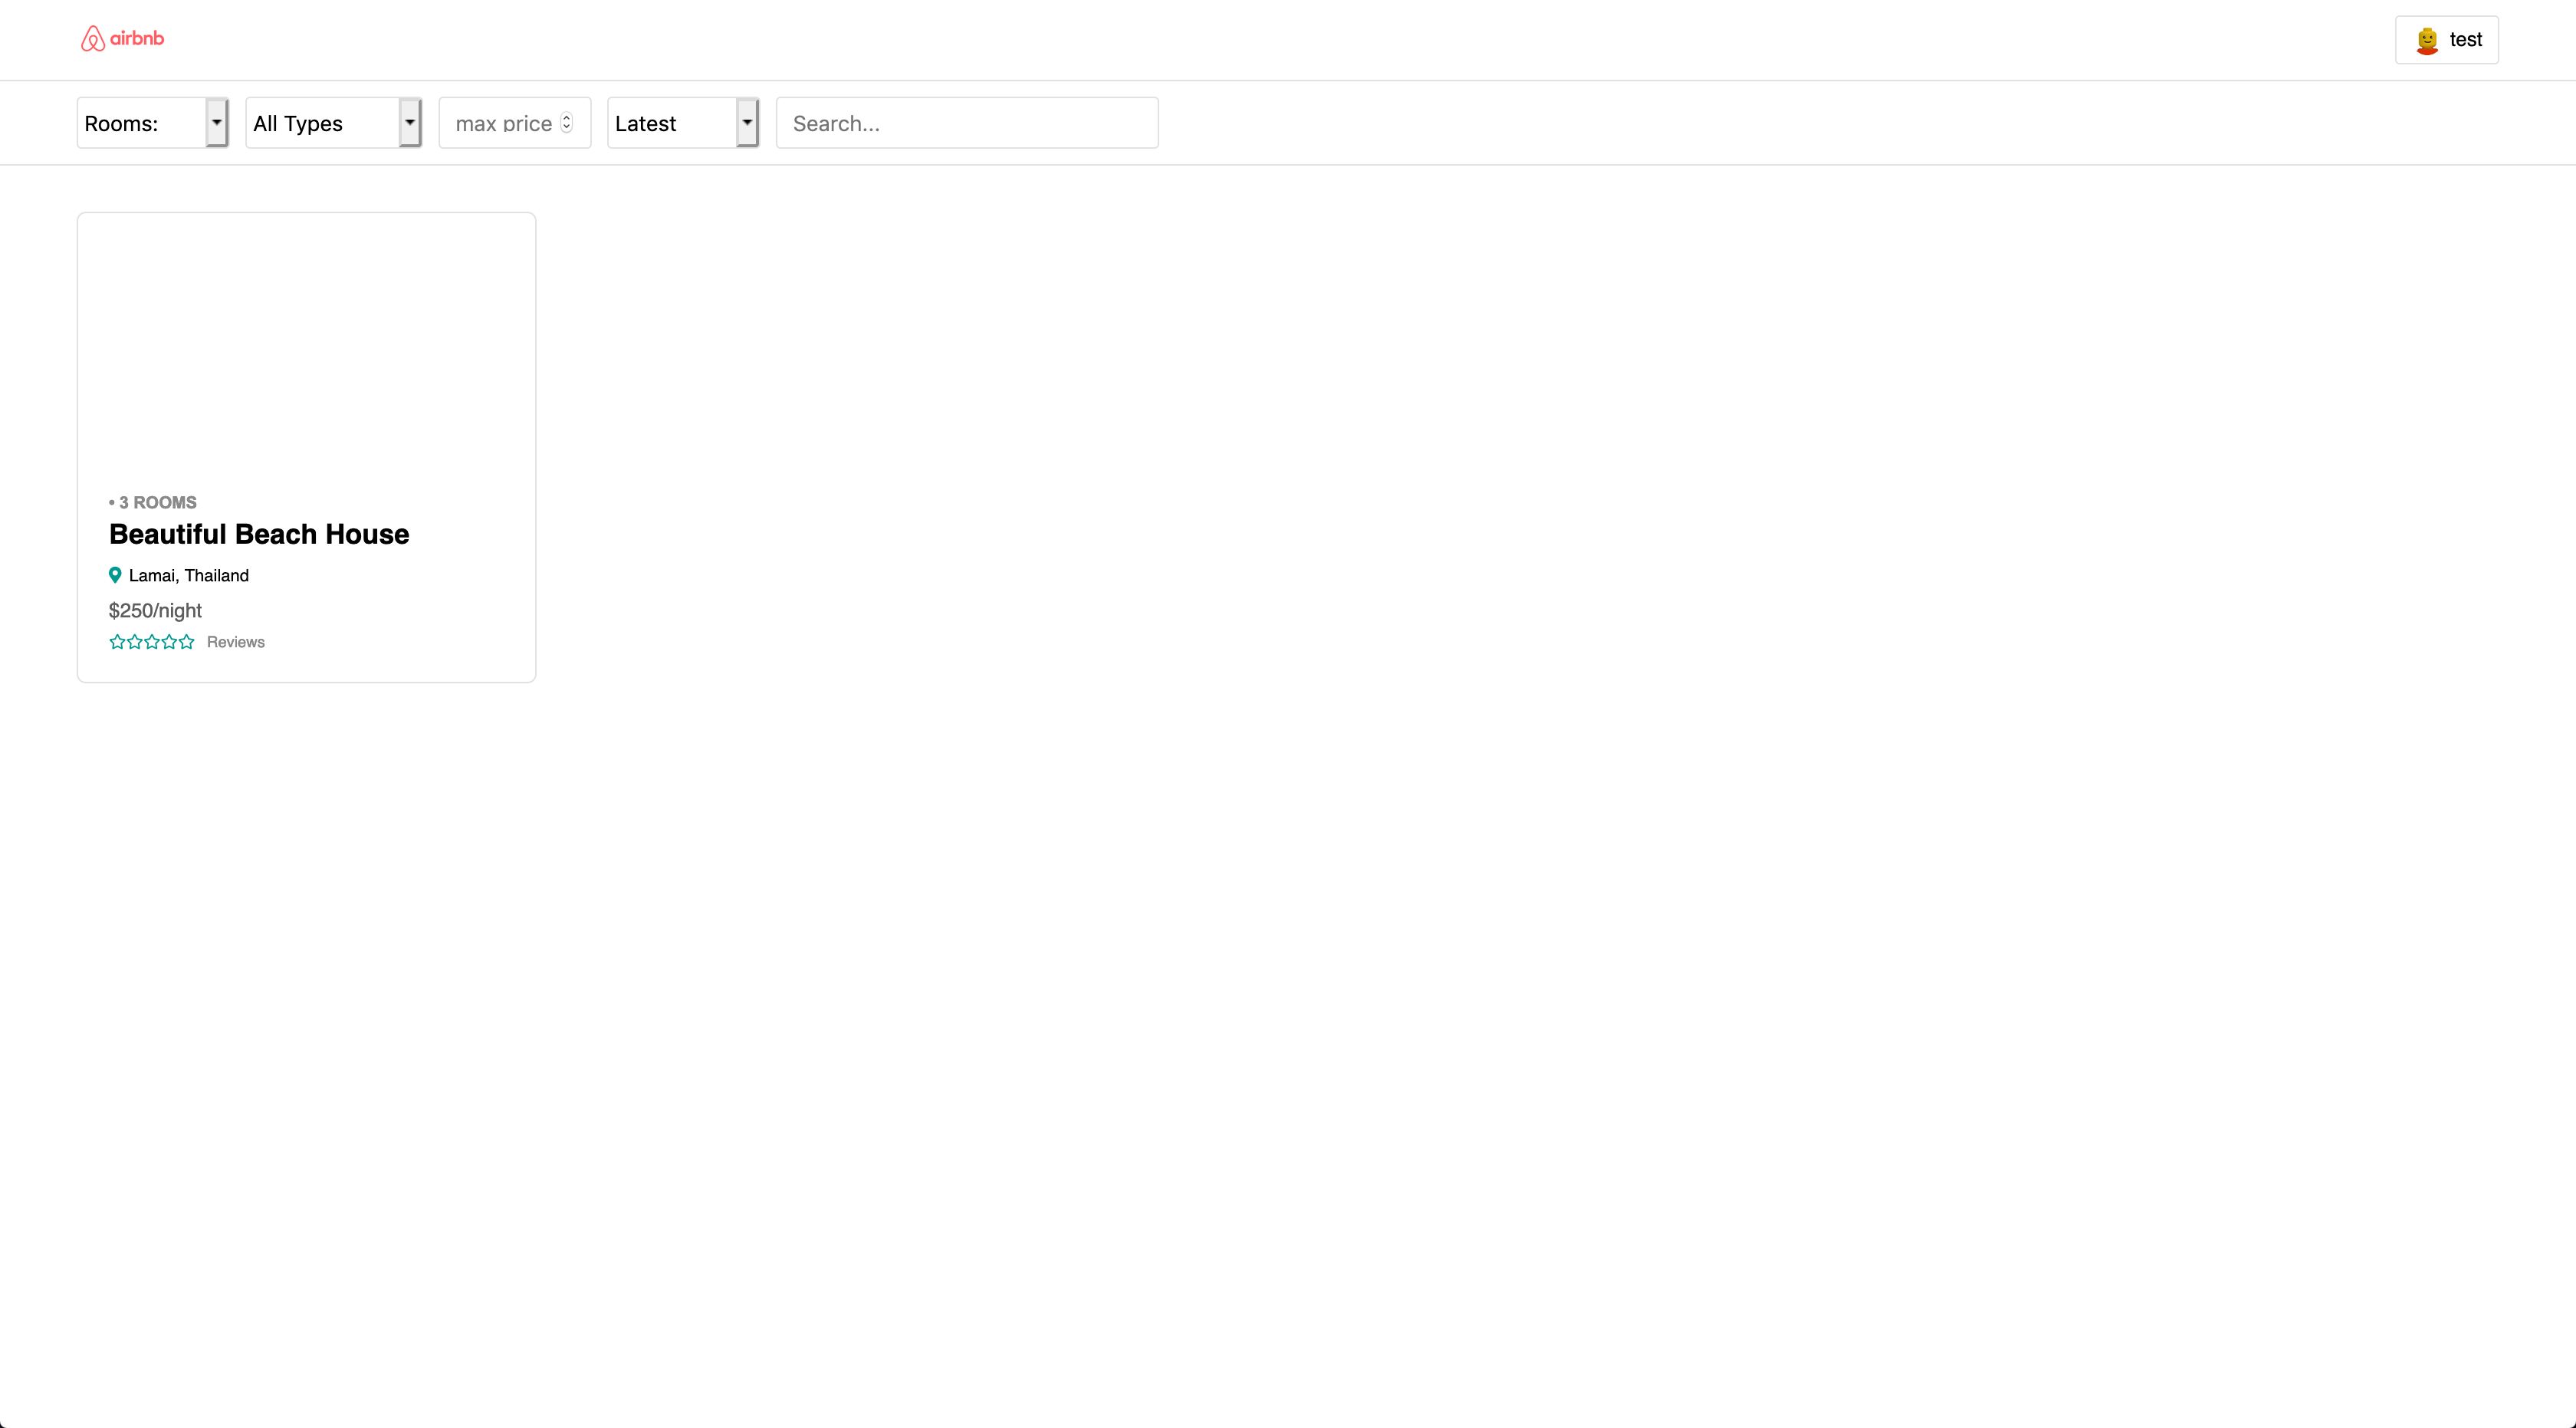 airbnb
test
Rooms:
All Types
max price
Latest
Search...
• 3 ROOMS
Beautiful Beach House
Lamai, Thailand
$250/night
Reviews